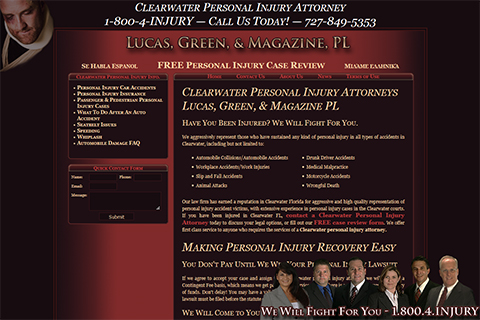 Clearwater Personal Injury Attorney
1-800-4-INJURY — Call Us Today! — 727-849-5353
Lucas, Green, & Magazine, PL
Se Habla Espanol
FREE Personal Injury Case Review
Μιλαμε Ελληνικα
Clearwater Personal Injury Info.
Personal Injury Car Accidents
Personal Injury Insurance
Passenger & Pedestrian Personal
Injury Cases
What To Do After An Auto
Accident
Seatbelt Issues
Speeding
Whiplash
Automobile Damage FAQ
Quick Contact Form
Name:
Phone:
Email:
Message:
Submit
Home
Contact Us
About Us
News
Terms of Use
Clearwater Personal Injury Attorneys
Lucas, Green, & Magazine PL
Have You Been Injured? We Will Fight For You.
We aggressively represent those who have sustained any kind of personal injury in all types of accidents in
Clearwater, including but not limited to:
Automobile Collisions/Automobile Accidents
Workplace Accidents/Work Injuries
Slip and Fall Accidents
Animal Attacks
Drunk Driver Accidents
Medical Malpractice
Motorcycle Accidents
Wrongful Death
Our law firm has earned a reputation in Clearwater Florida for aggressive and high quality representation of
personal injury accident victims, with extensive experience in personal injury cases in the Clearwater courts.
If you have been injured in Clearwater FL, contact a Clearwater Personal Injury
Attorney today to discuss your legal options, or fill out our FREE case review form. We offer
first class service to anyone who requires the services of a Clearwater personal injury attorney.
Making Personal Injury Recovery Easy
You Don't Pay Until We Win Your Personal Injury Lawsuit
If we agree to accept your case and assign
Contingent Fee basis, which means we get pa
of funds. Don't delay! You may have a val
lawsuit must be filed before the statute
We Will Come to You
We Will Fight For You - 1.800.4.INJURY